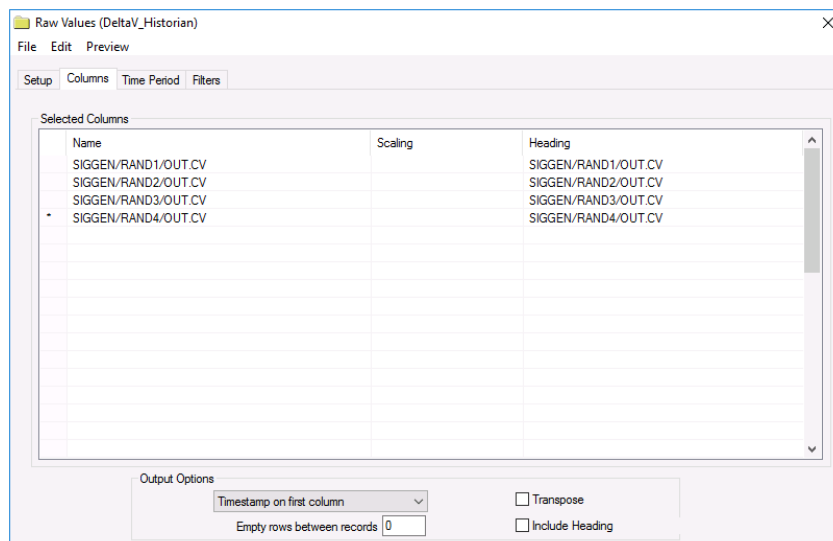 Raw Values (DeltaV_Historian)
File Edit Preview
Setup Columns Time Period Filters
Selected Columns
Name Scaling Heading
SIGGEN/RAND1/OUT.CV SIGGEN/RAND1/OUT.CV
SIGGEN/RAND2/OUT.CV SIGGEN/RAND2/OUT.CV
SIGGEN/RAND3/OUT.CV SIGGEN/RAND3/OUT.CV
* SIGGEN/RAND4/OUT.CV SIGGEN/RAND4/OUT.CV
Output Options
Timestamp on first column Transpose
Empty rows between records 0 Include Heading